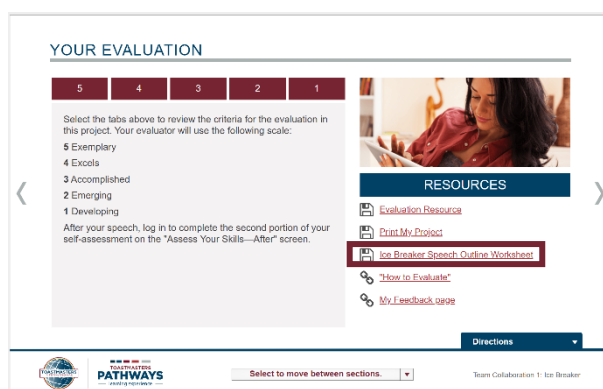 YOUR EVALUATION
5 4 3 2 1
Select the tabs above to review the criteria for the evaluation in
this project. Your evaluator will use the following scale:
5 Exemplary
4 Excels
3 Accomplished
2 Emerging
1 Developing
After your speech, log in to complete the second portion of your
self-assessment on the "Assess Your Skills—After" screen.
RESOURCES
Evaluation Resource
Print My Project
Ice Breaker Speech Outline Worksheet
"How to Evaluate"
My Feedback page
Directions
TOASTMASTERS
TOASTMASTERS
PATHWAYS
learning experience
Select to move between sections.
Team Collaboration 1: Ice Breaker